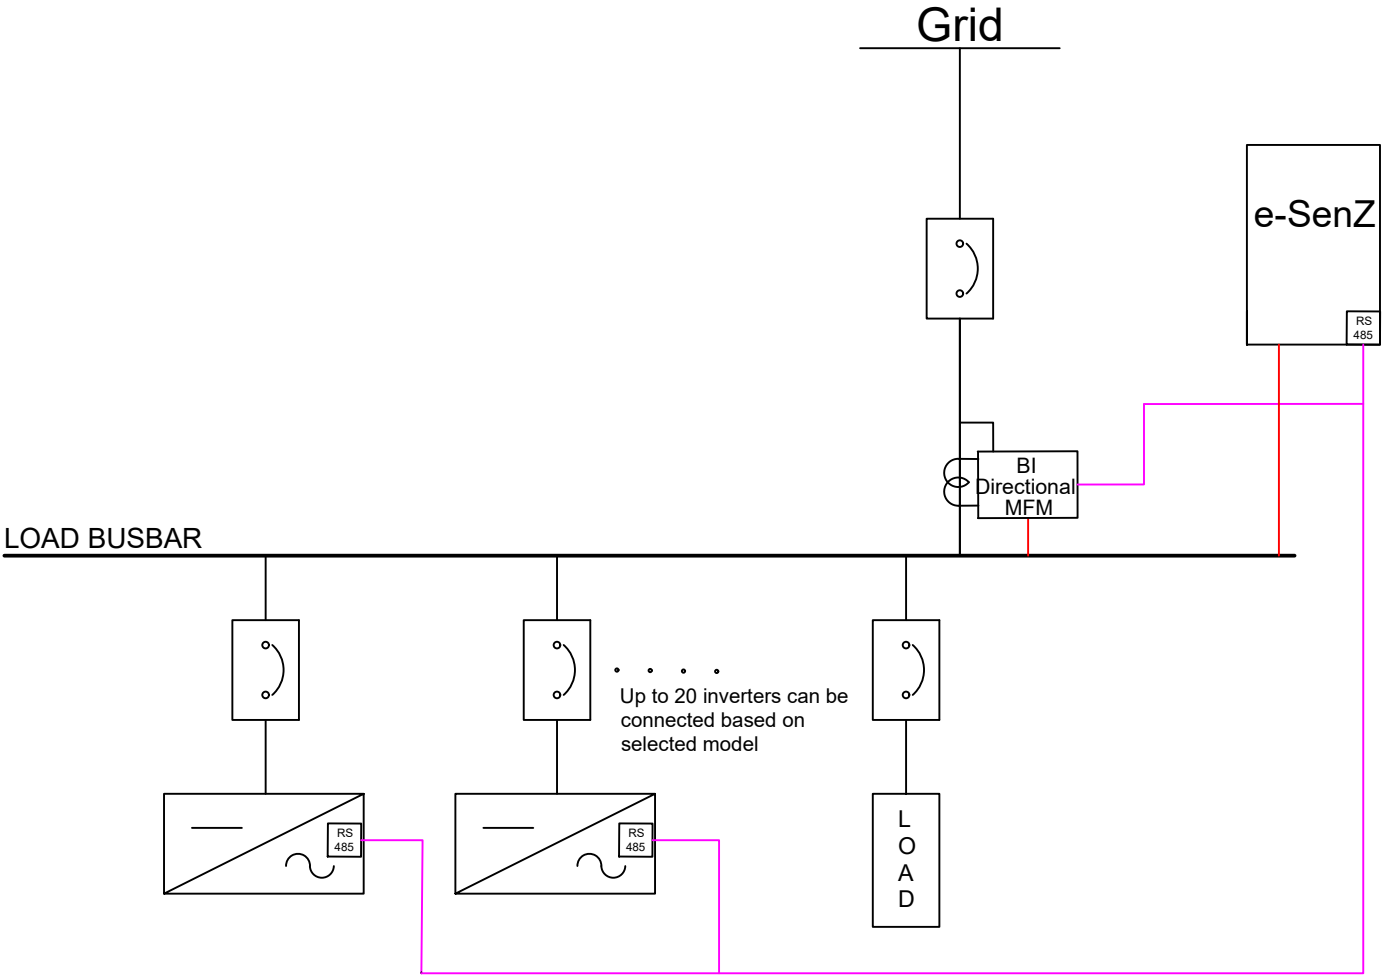 Grid
e-SenZ
RS
485
BI
Directional
MFM
LOAD BUSBAR
Up to 20 inverters can be
connected based on
selected model
RS
485
RS
485
L
O
A
D